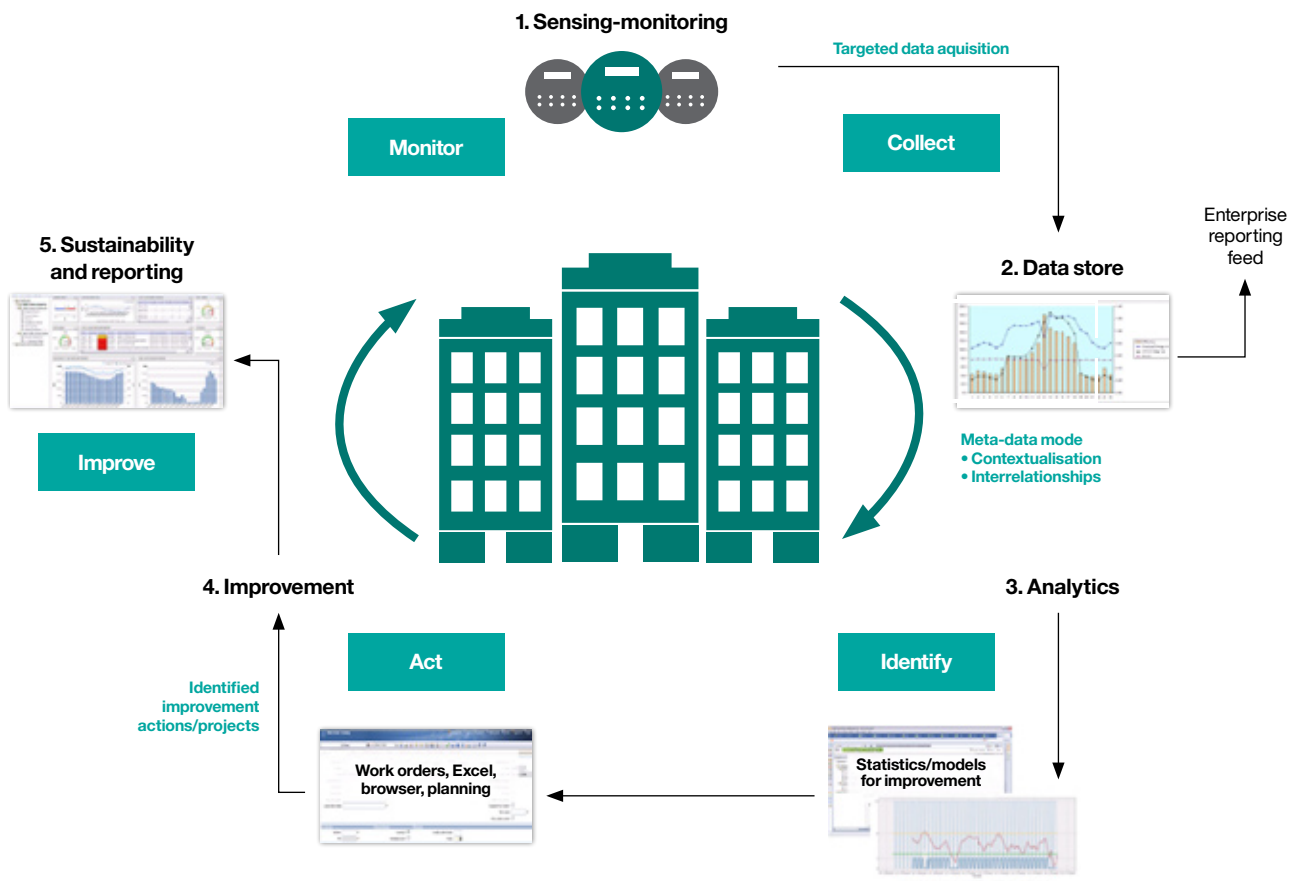 1. Sensing-monitoring
Targeted data aquisition
Monitor
Collect
Enterprise
reporting
feed
5. Sustainability
and reporting
2. Data store
Meta-data mode
• Contextualisation
• Interrelationships
Improve
4. Improvement
3. Analytics
Act
Identify
Identified
improvement
actions/projects
Work orders, Excel,
browser, planning
Statistics/models
for improvement